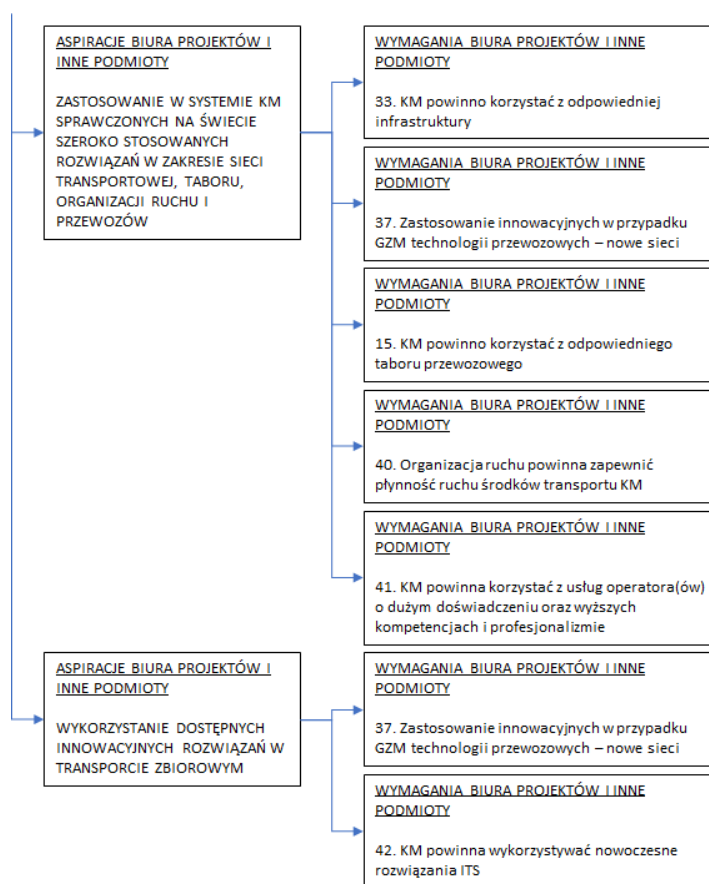 ASPIRACJE BIURA PROJEKTÓW I
INNE PODMIOTY
ZASTOSOWANIE W SYSTEMIE KM
SPRAWCZONYCH NA ŚWIECIE
SZEROKO STOSOWANYCH
ROZWIĄZAŃ W ZAKRESIE SIECI
TRANSPORTOWEJ, TABORU,
ORGANIZACJI RUCHU I
PRZEWOZÓW
WYMAGANIA BIURA PROJEKTÓW I INNE
PODMIOTY
33. KM powinno korzystać z odpowiedniej
infrastruktury
WYMAGANIA BIURA PROJEKTÓW I INNE
PODMIOTY
37. Zastosowanie innowacyjnych w przypadku
GZM technologii przewozowych – nowe sieci
WYMAGANIA BIURA PROJEKTÓW I INNE
PODMIOTY
15. KM powinno korzystać z odpowiedniego
taboru przewozowego
WYMAGANIA BIURA PROJEKTÓW I INNE
PODMIOTY
40. Organizacja ruchu powinna zapewnić
płynność ruchu środków transportu KM
WYMAGANIA BIURA PROJEKTÓW I INNE
PODMIOTY
41. KM powinna korzystać z usług operatora(ów)
o dużym doświadczeniu oraz wyższych
kompetencjach i profesjonalizmie
ASPIRACJE BIURA PROJEKTÓW I
INNE PODMIOTY
WYKORZYSTANIE DOSTĘPNYCH
INNOWACYJNYCH ROZWIĄZAŃ W
TRANSPORCIE ZBIOROWYM
WYMAGANIA BIURA PROJEKTÓW I INNE
PODMIOTY
37. Zastosowanie innowacyjnych w przypadku
GZM technologii przewozowych – nowe sieci
WYMAGANIA BIURA PROJEKTÓW I INNE
PODMIOTY
42. KM powinna wykorzystywać nowoczesne
rozwiązania ITS